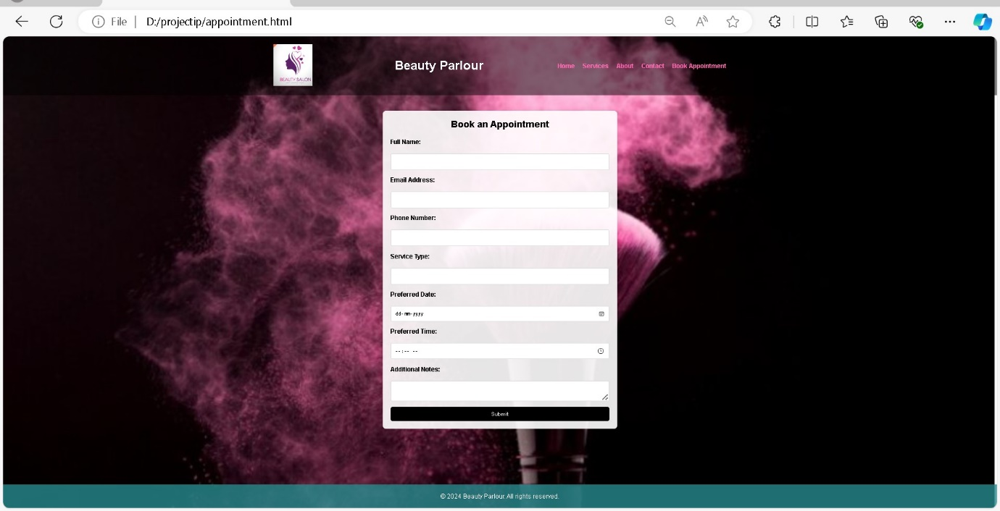 File | D:/projectip/appointment.html
BEAUTY SALON
Beauty Parlour
Home Services About Contact Book Appointment
Book an Appointment
Full Name:
Email Address:
Phone Number:
Service Type:
Preferred Date:
dd-mm-yyyy
Preferred Time:
--:-- --
Additional Notes:
Submit
© 2024 Beauty Parlour. All rights reserved.